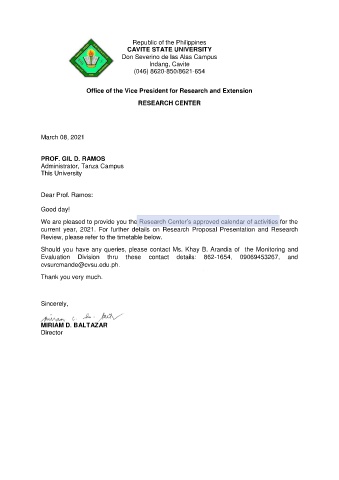 Republic of the Philippines
CAVITE STATE UNIVERSITY
Don Severino de las Alas Campus
Indang, Cavite
(046) 8620-850/8621-654
Office of the Vice President for Research and Extension
RESEARCH CENTER
March 08, 2021
PROF. GIL D. RAMOS
Administrator, Tanza Campus
This University
Dear Prof. Ramos:
Good day!
We are pleased to provide you the Research Center's approved calendar of activities for the
current year, 2021. For further details on Research Proposal Presentation and Research
Review, please refer to the timetable below.
Should you have any queries, please contact Ms. Khay B. Arandia of the Monitoring and
Evaluation Division thru these contact details: 862-1654, 09069453267, and
cvsurcmande@cvsu.edu.ph.
Thank you very much.
Sincerely,
MIRIAM D. BALTAZAR
Director